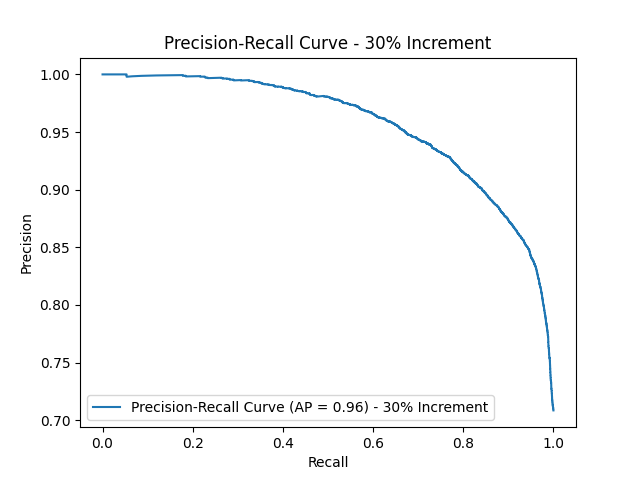 Precision-Recall Curve - 30% Increment
1.00
0.95
0.90
0.85
0.80
0.75
0.70
Precision
Precision-Recall Curve (AP = 0.96) - 30% Increment
0.0 0.2 0.4 0.6 0.8 1.0
Recall